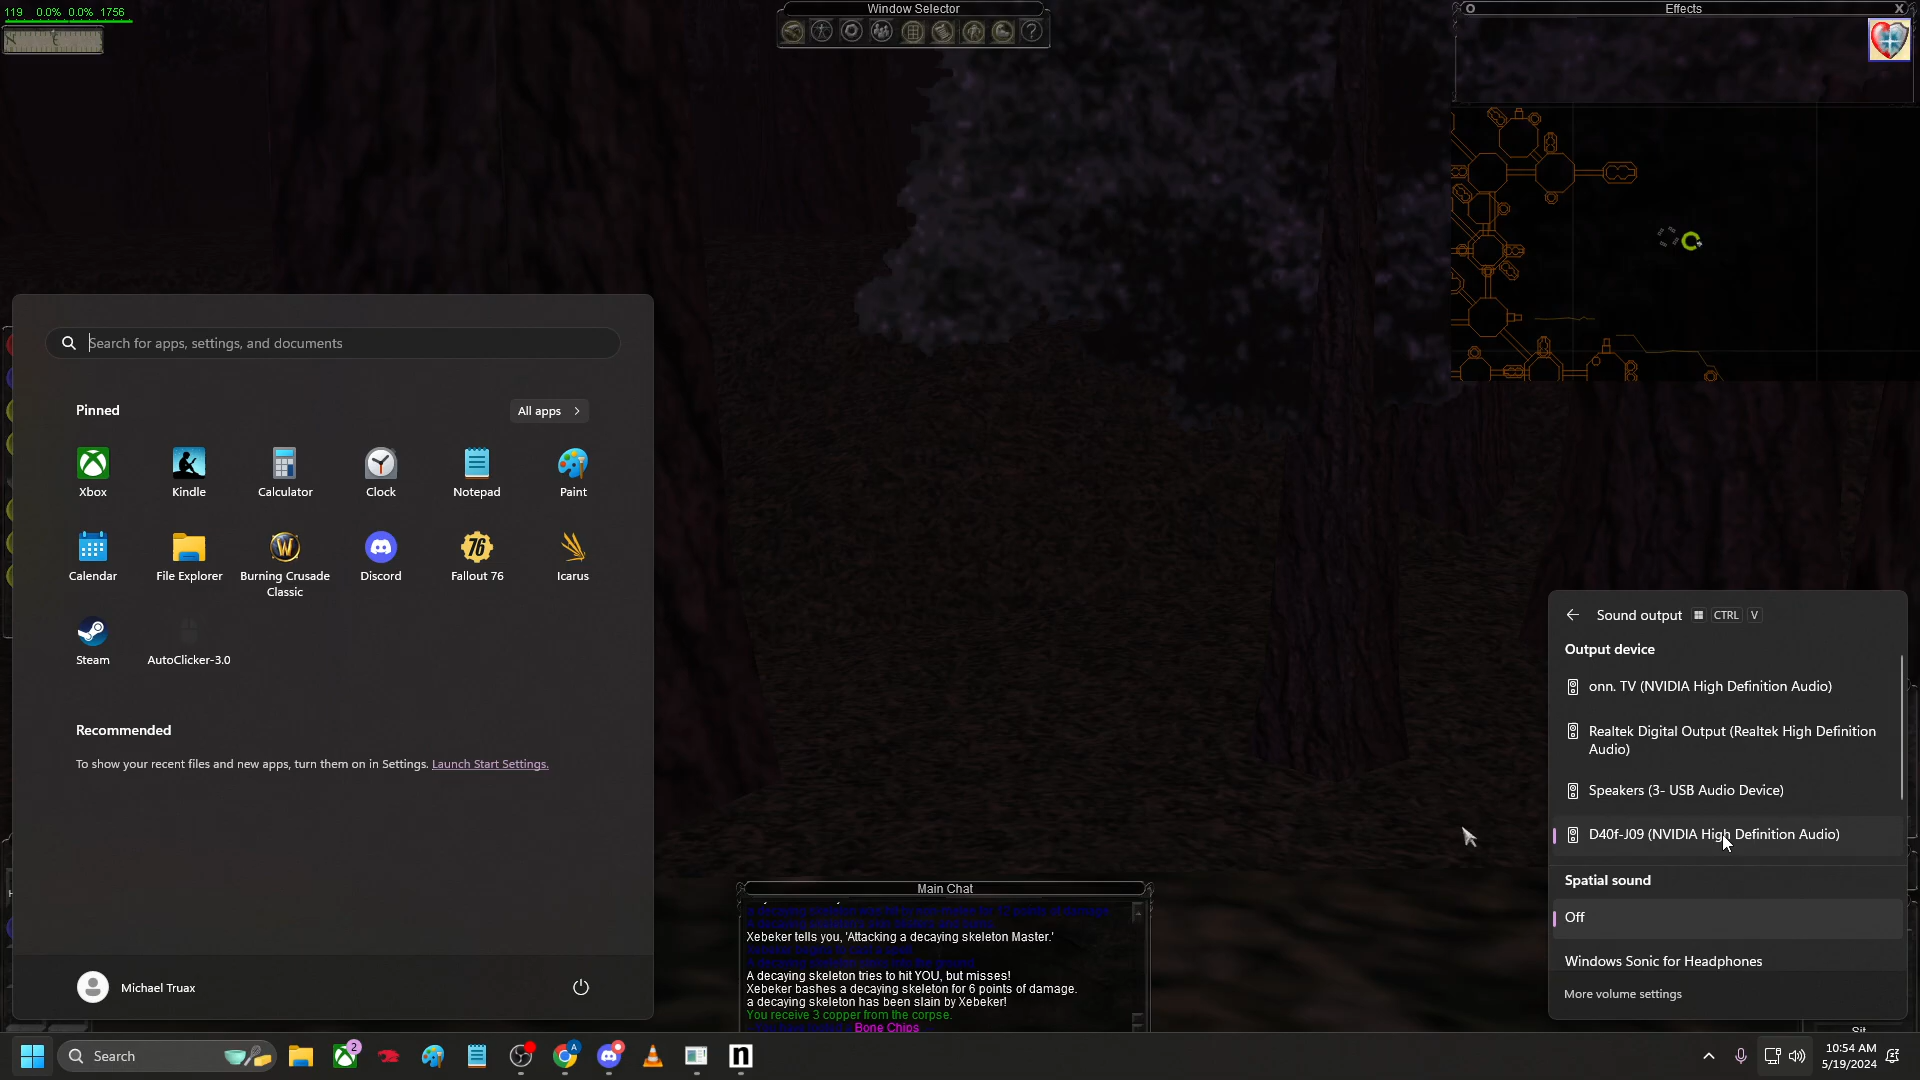 119 0.0% 0.0% 1756
Window Selector
Effects
Search for apps, settings, and documents
Pinned
All apps
Xbox
Kindle
Calculator
Clock
Notepad
Paint
Calendar
File Explorer
Burning Crusade Classic
Discord
Fallout 76
Icarus
Steam
AutoClicker-3.0
Recommended
To show your recent files and new apps, turn them on in Settings. Launch Start Settings.
Michael Truax
Main Chat
Xebeker tells you, 'Attacking a decaying skeleton Master.'
A decaying skeleton tries to hit YOU, but misses!
Xebeker bashes a decaying skeleton for 6 points of damage.
a decaying skeleton has been slain by Xebeker!
You receive 3 copper from the corpse.
Bone Chips
Sound output CTRL V
Output device
onn. TV (NVIDIA High Definition Audio)
Realtek Digital Output (Realtek High Definition
Audio)
Speakers (3- USB Audio Device)
D40f-J09 (NVIDIA High Definition Audio)
Spatial sound
Off
Windows Sonic for Headphones
More volume settings
Search
2
10:54 AM
5/19/2024